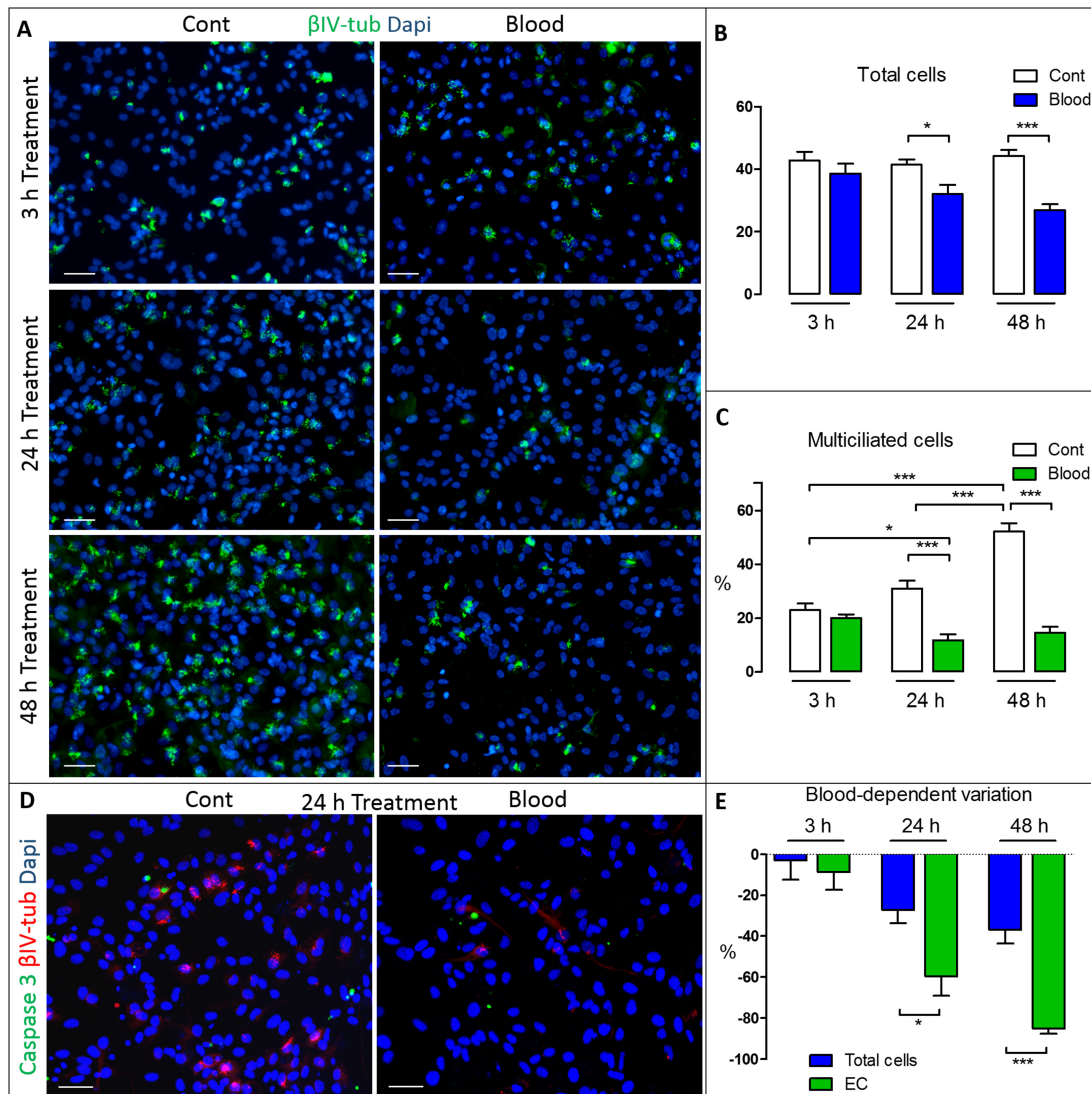 A
Cont
βIV-tub Dapi
Blood
3 h Treatment
24 h Treatment
48 h Treatment
B
Total cells
Cont
Blood
60
40
20
0
*
***
3 h
24 h
48 h
C
Multiciliated cells
Cont
Blood
%
60
40
20
0
***
***
***
*
***
3 h
24 h
48 h
D
Cont
24 h Treatment
Blood
Caspase 3 βIV-tub Dapi
E
Blood-dependent variation
3 h
24 h
48 h
0
-20
-40
-60
-80
-100
%
*
***
Total cells
EC